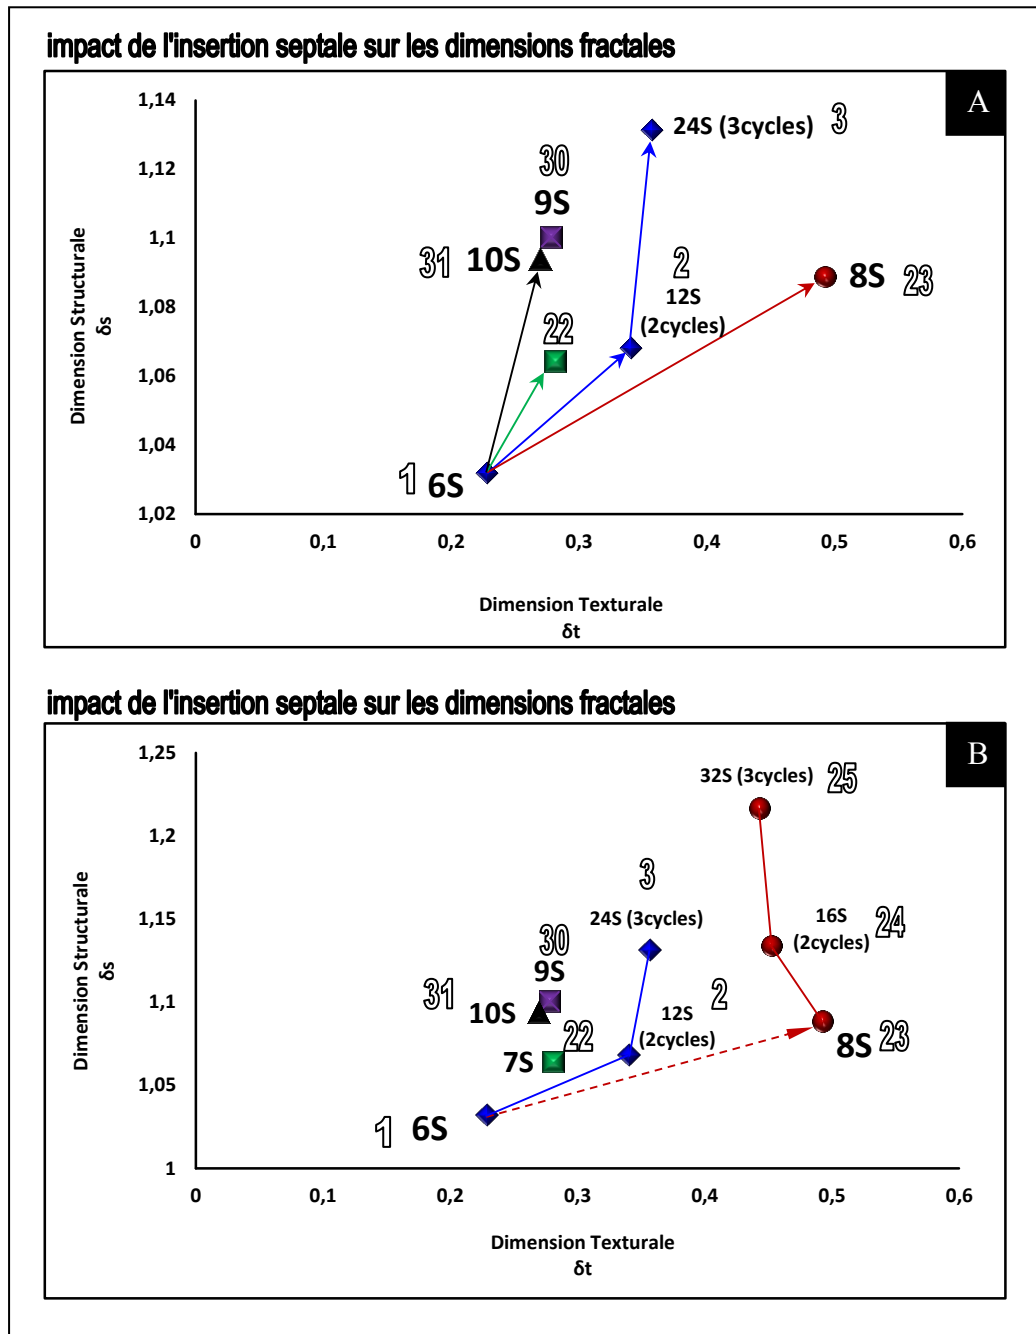 impact de l'insertion septale sur les dimensions fractales
A
1,14
1,12
1,1
1,08
1,06
1,04
1,02
Dimension Structurale
δs
24S (3cycles) 3
30
9S
31 10S
2
12S
(2cycles)
8S 23
22
1 6S
0 0,1 0,2 0,3 0,4 0,5 0,6
Dimension Texturale
δt
impact de l'insertion septale sur les dimensions fractales
B
1,25
1,2
1,15
1,1
1,05
1
Dimension Structurale
δs
32S (3cycles) 25
3
24S (3cycles)
16S
(2cycles)
24
30
9S
31 10S
2
12S
(2cycles)
22
7S
8S 23
1 6S
0 0,1 0,2 0,3 0,4 0,5 0,6
Dimension Texturale
δt